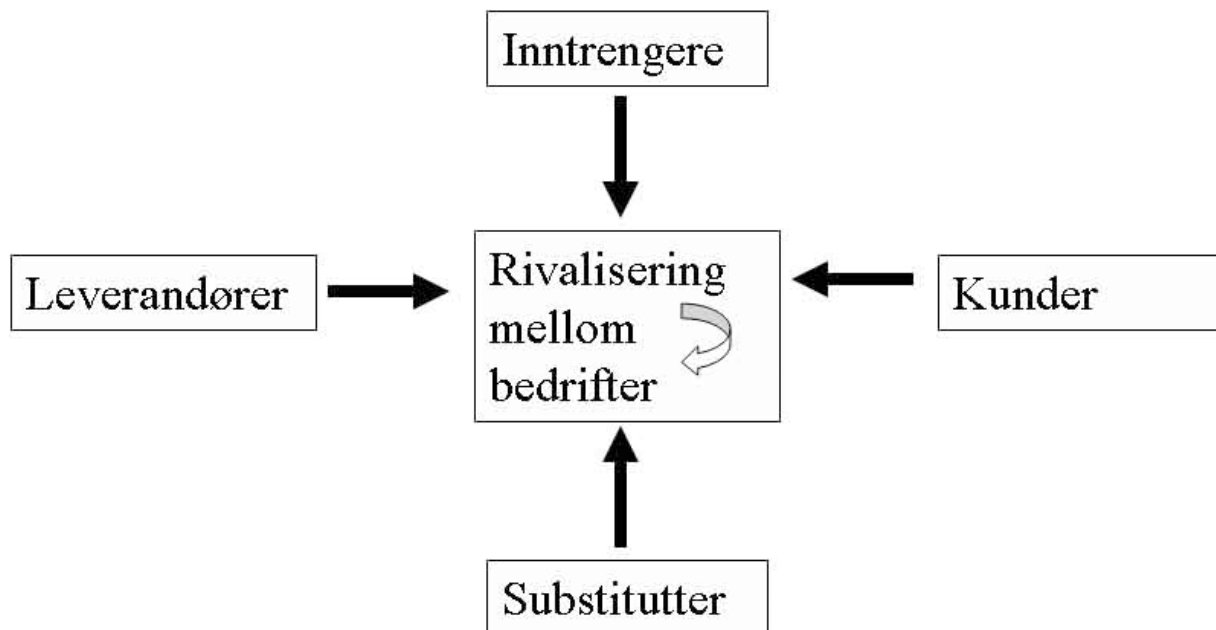 Inntrengere
Leverandører
Rivalisering
mellom
bedrifter
Kunder
Substitutter